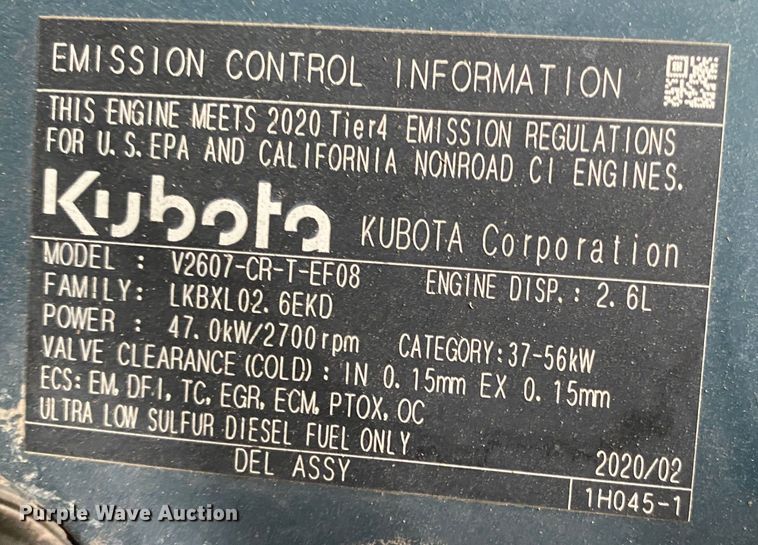 EMISSION CONTROL INFORMATION
THIS ENGINE MEETS 2020 Tier4 EMISSION REGULATIONS
FOR U.S.EPA AND CALIFORNIA NONROAD CI ENGINES.
Kubota KUBOTA Corporation
MODEL : V2607-CR-T-EF08 ENGINE DISP.: 2.6L
FAMILY: LKBXL02.6EKD
POWER : 47.0kW/2700rpm CATEGORY:37-56kW
VALVE CLEARANCE (COLD) : IN 0.15mm EX 0.15mm
ECS: EM, DFI, TC, EGR, ECM, PTOX, OC
ULTRA LOW SULFUR DIESEL FUEL ONLY
DEL ASSY 2020/02
1H045-1
Purple Wave Auction